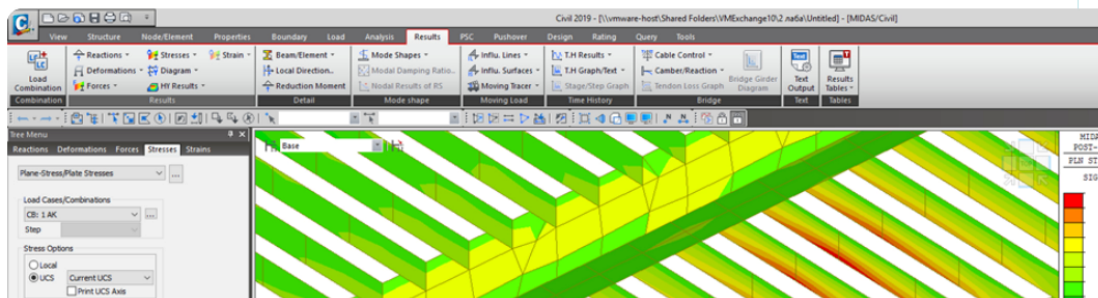 Civil 2019 - [\\vmware-host\Shared Folders\VMExchange10\2 лаба\Untitled] - [MIDAS/Civil]
View Structure Node/Element Properties Boundary Load Analysis Results PSC Pushover Design Rating Query Tools
Load Combination
Combination
Reactions Stresses Strain
Deformations Diagram
Forces HY Results
Results
Beam/Element
Local Direction..
Reduction Moment
Detail
Mode Shapes
Modal Damping Ratio..
Nodal Results of RS
Mode shape
Influ. Lines
Influ. Surfaces
Moving Tracer
Moving Load
T.H Results
T.H Graph/Text
Stage/Step Graph
Time History
Cable Control
Camber/Reaction
Tendon Loss Graph
Bridge Girder Diagram
Bridge
Text Output
Text
Results Tables
Tables
Tree Menu
Reactions Deformations Forces Stresses Strains
Plane-Stress/Plate Stresses
Load Cases/Combinations
CB: 1 AK
Step
Stress Options
Local
UCS Current UCS
Print UCS Axis
Base
MIDA
POST-
PLN ST
SIG